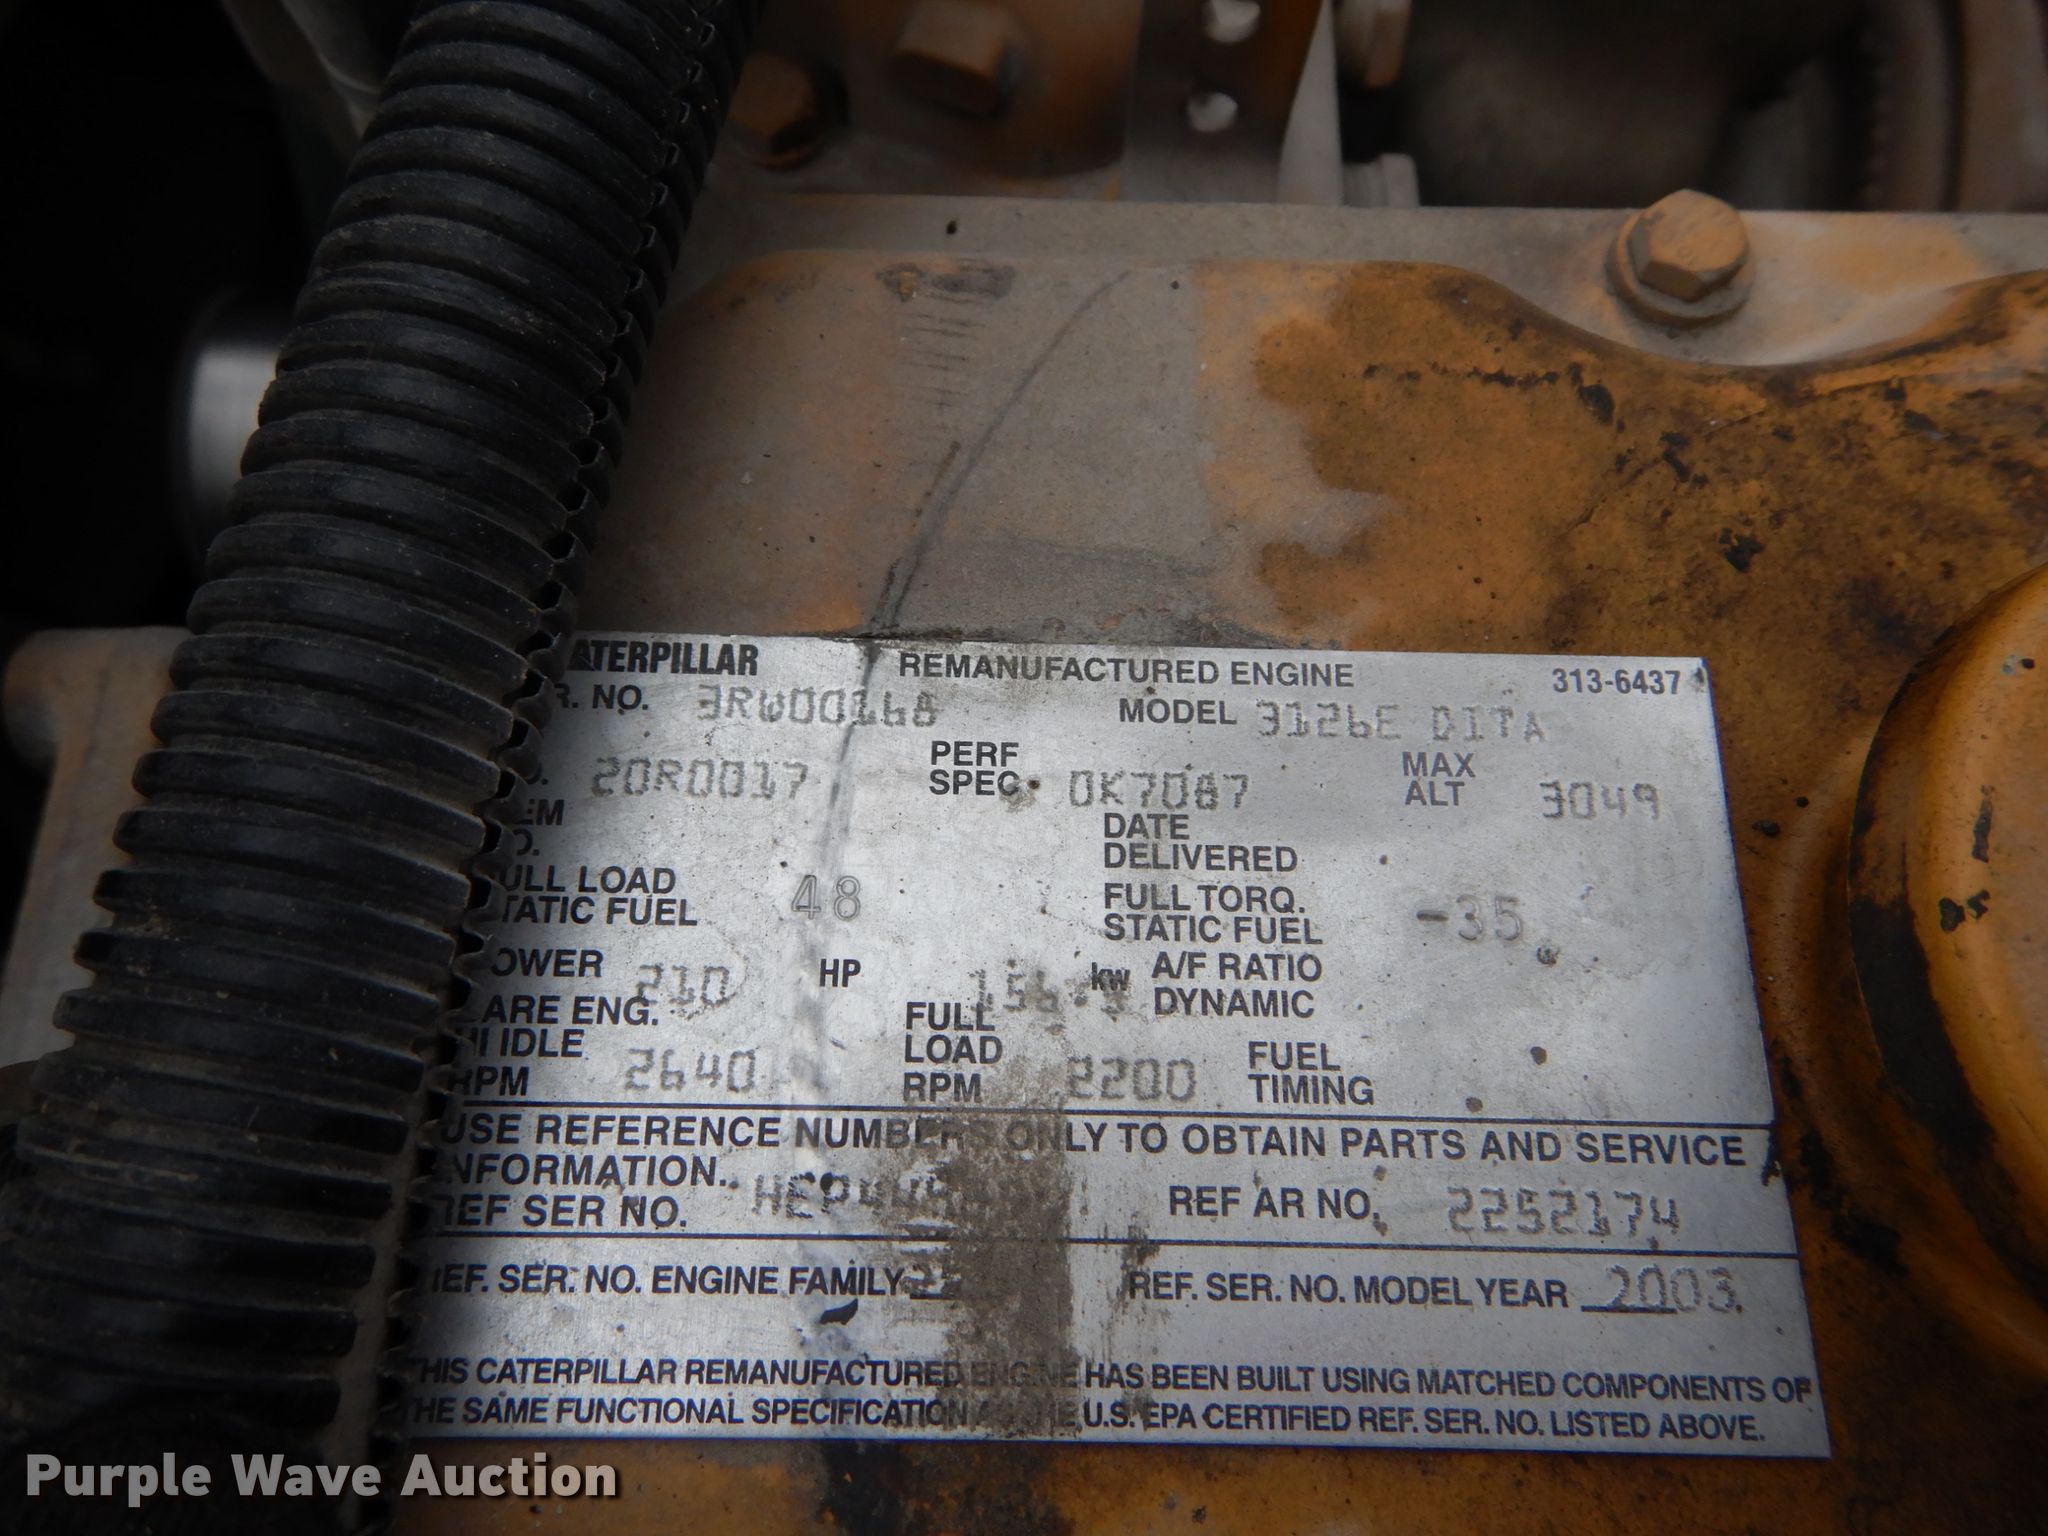 CATERPILLAR REMANUFACTURED ENGINE 313-6437
R. NO. 3RW00168 MODEL 3126E DITA
20R0017 PERF SPEC 0K7087 MAX ALT 3049
EM
O.
DATE DELIVERED
ULL LOAD
TATIC FUEL 48
FULL TORQ.
STATIC FUEL -35
OWER 210 HP
ARE ENG.
kw A/F RATIO
DYNAMIC
HI IDLE
RPM 2640
FULL
LOAD
RPM 2200
FUEL
TIMING
USE REFERENCE NUMBERS ONLY TO OBTAIN PARTS AND SERVICE
INFORMATION.
REF SER NO. REF AR NO. 2252174
REF. SER. NO. ENGINE FAMILY REF. SER. NO. MODEL YEAR 2003
THIS CATERPILLAR REMANUFACTURED ENGINE HAS BEEN BUILT USING MATCHED COMPONENTS OF
THE SAME FUNCTIONAL SPECIFICATION AS THE U.S. EPA CERTIFIED REF. SER. NO. LISTED ABOVE.
Purple Wave Auction